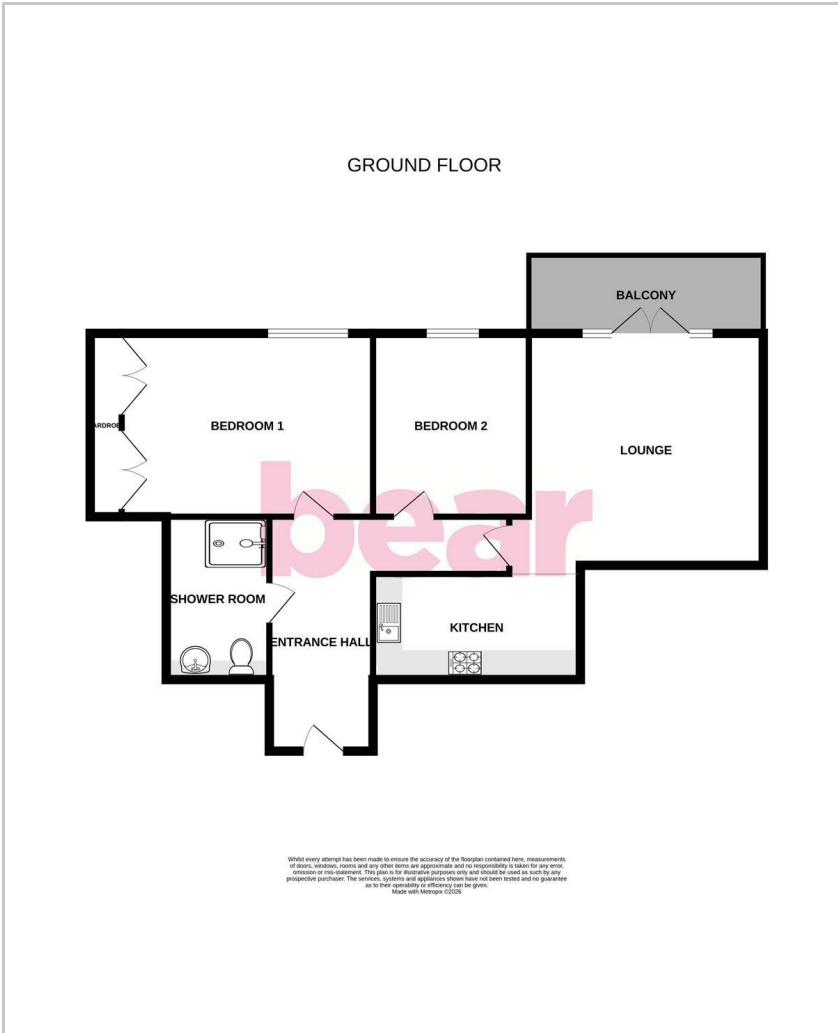 GROUND FLOOR
BALCONY
BEDROOM 1
BEDROOM 2
ARDROB
LOUNGE
bear
SHOWER ROOM
KITCHEN
ENTRANCE HALL
Whilst every attempt has been made to ensure the accuracy of the floorplan contained here, measurements
of doors, windows, rooms and any other items are approximate and no responsibility is taken for any error,
omission or mis-statement. This plan is for illustrative purposes only and should be used as such by any
prospective purchaser. The services, systems and appliances shown have not been tested and no guarantee
as to their operability or efficiency can be given.
Made with Metropix ©2026